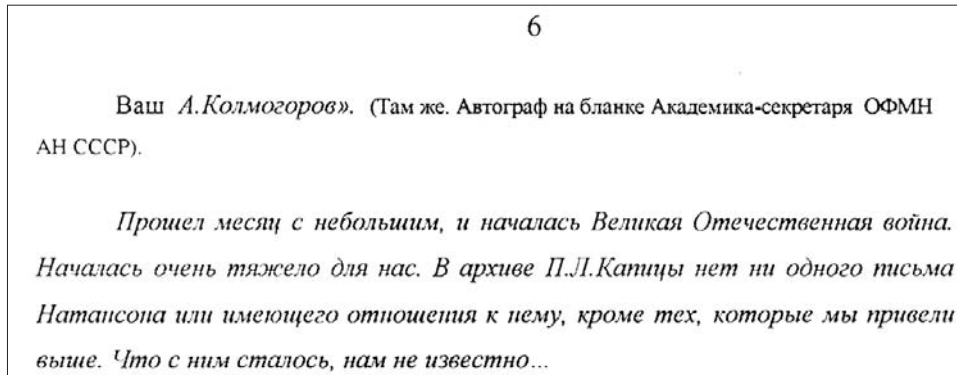 6
Ваш А.Колмогоров». (Там же. Автограф на бланке Академика-секретаря ОФМН
АН СССР).
Прошел месяц с небольшим, и началась Великая Отечественная война.
Началась очень тяжело для нас. В архиве П.Л.Капицы нет ни одного письма
Натансона или имеющего отношения к нему, кроме тех, которые мы привели
выше. Что с ним сталось, нам не известно...